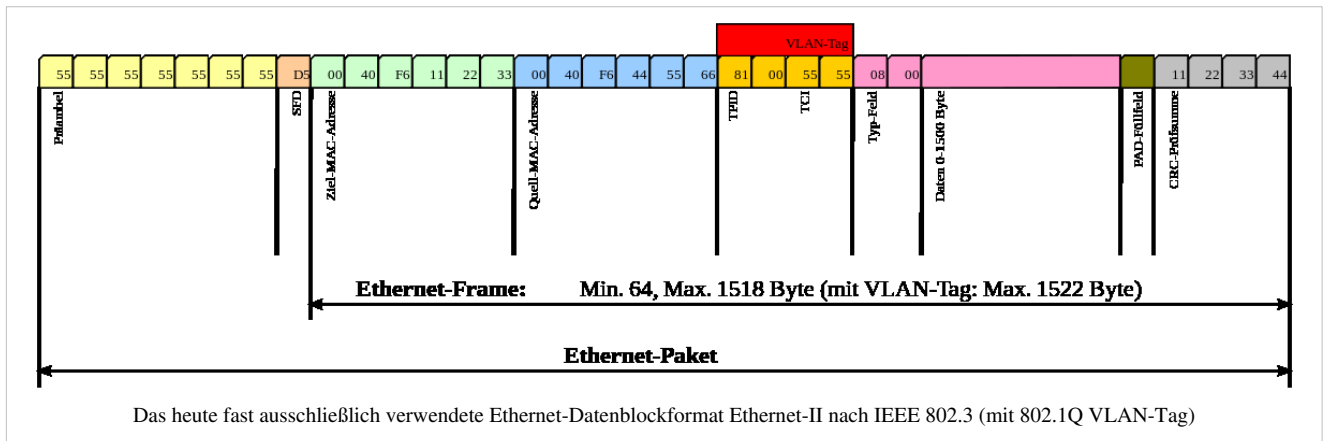 VLAN-Tag
55 55 55 55 55 55 55 D5 00 40 F6 11 22 33 00 40 F6 44 55 66 81 00 55 55 08 00 11 22 33 44
Präambel
SFD
Ziel-MAC-Adresse
Quell-MAC-Adresse
TPID
TCI
Typ-Feld
Daten 0-1500 Byte
PAD-Füllfeld
CRC-Prüfsumme
Ethernet-Frame: Min. 64, Max. 1518 Byte (mit VLAN-Tag: Max. 1522 Byte)
Ethernet-Paket
Das heute fast ausschließlich verwendete Ethernet-Datenblockformat Ethernet-II nach IEEE 802.3 (mit 802.1Q VLAN-Tag)